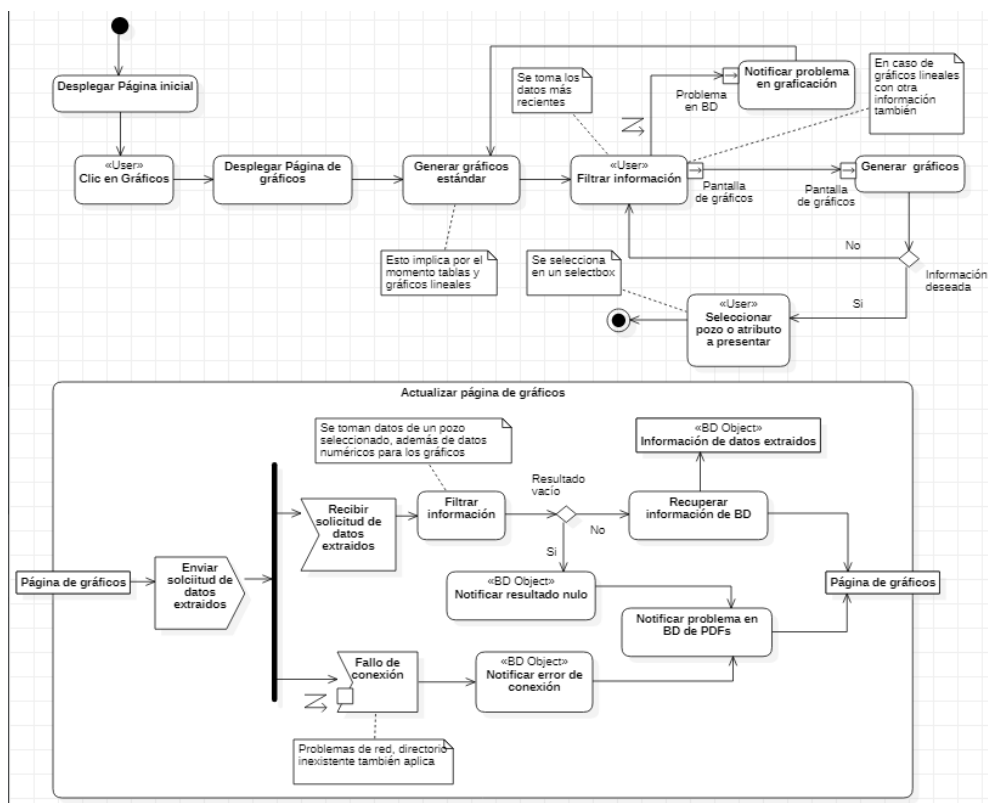 Desplegar Página inicial
«User»
Clic en Gráficos
Desplegar Página de
gráficos
Generar gráficos
estándar
Esto implica por el
momento tablas y
gráficos lineales
Se toma los
datos más
recientes
«User»
Filtrar información
Problema
en BD
Notificar problema
en graficación
En caso de
gráficos lineales
con otra
información
también
Pantalla
de gráficos
Pantalla
de gráficos
Generar gráficos
No
Información
deseada
Si
Se selecciona
en un selectbox
«User»
Seleccionar
pozo o atributo
a presentar
Actualizar página de gráficos
Se toman datos de un pozo
seleccionado, además de datos
numéricos para los gráficos
«BD Object»
Información de datos extraidos
Resultado
vacío
Recibir
solicitud de
datos
extraidos
Filtrar
información
No
Recuperar
información de BD
Si
Página de gráficos
Enviar
solciitud de
datos
extraidos
«BD Object»
Notificar resultado nulo
Página de gráficos
Notificar problema en
BD de PDFs
Fallo de
conexión
«BD Object»
Notificar error de
conexión
Problemas de red, directorio
inexistente también aplica